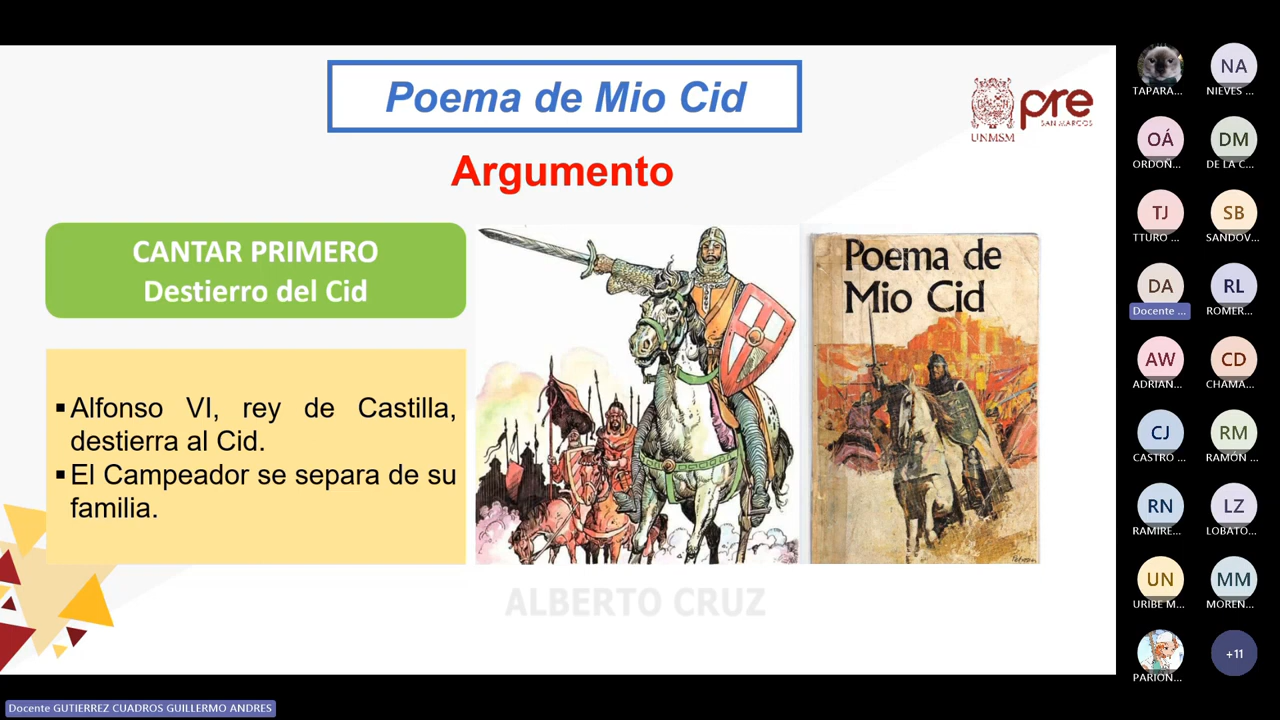 Poema de Mio Cid
UNMSM
pre
SAN MARCOS
Argumento
CANTAR PRIMERO
Destierro del Cid
▪Alfonso VI, rey de Castilla,
destierra al Cid.
▪El Campeador se separa de su
familia.
Poema de
Mio Cid
ALBERTO CRUZ
TAPARA...
NA
NIEVES ...
OÁ
ORDOÑ...
DM
DE LA C...
TJ
TTURO ...
SB
SANDOV...
DA
Docente ...
RL
ROMER...
AW
ADRIAN...
CD
CHAMA...
CJ
CASTRO ...
RM
RAMÓN ...
RN
RAMIRE...
LZ
LOBATO...
UN
URIBE M...
MM
MOREN...
PARION...
+11
Docente GUTIERREZ CUADROS GUILLERMO ANDRES